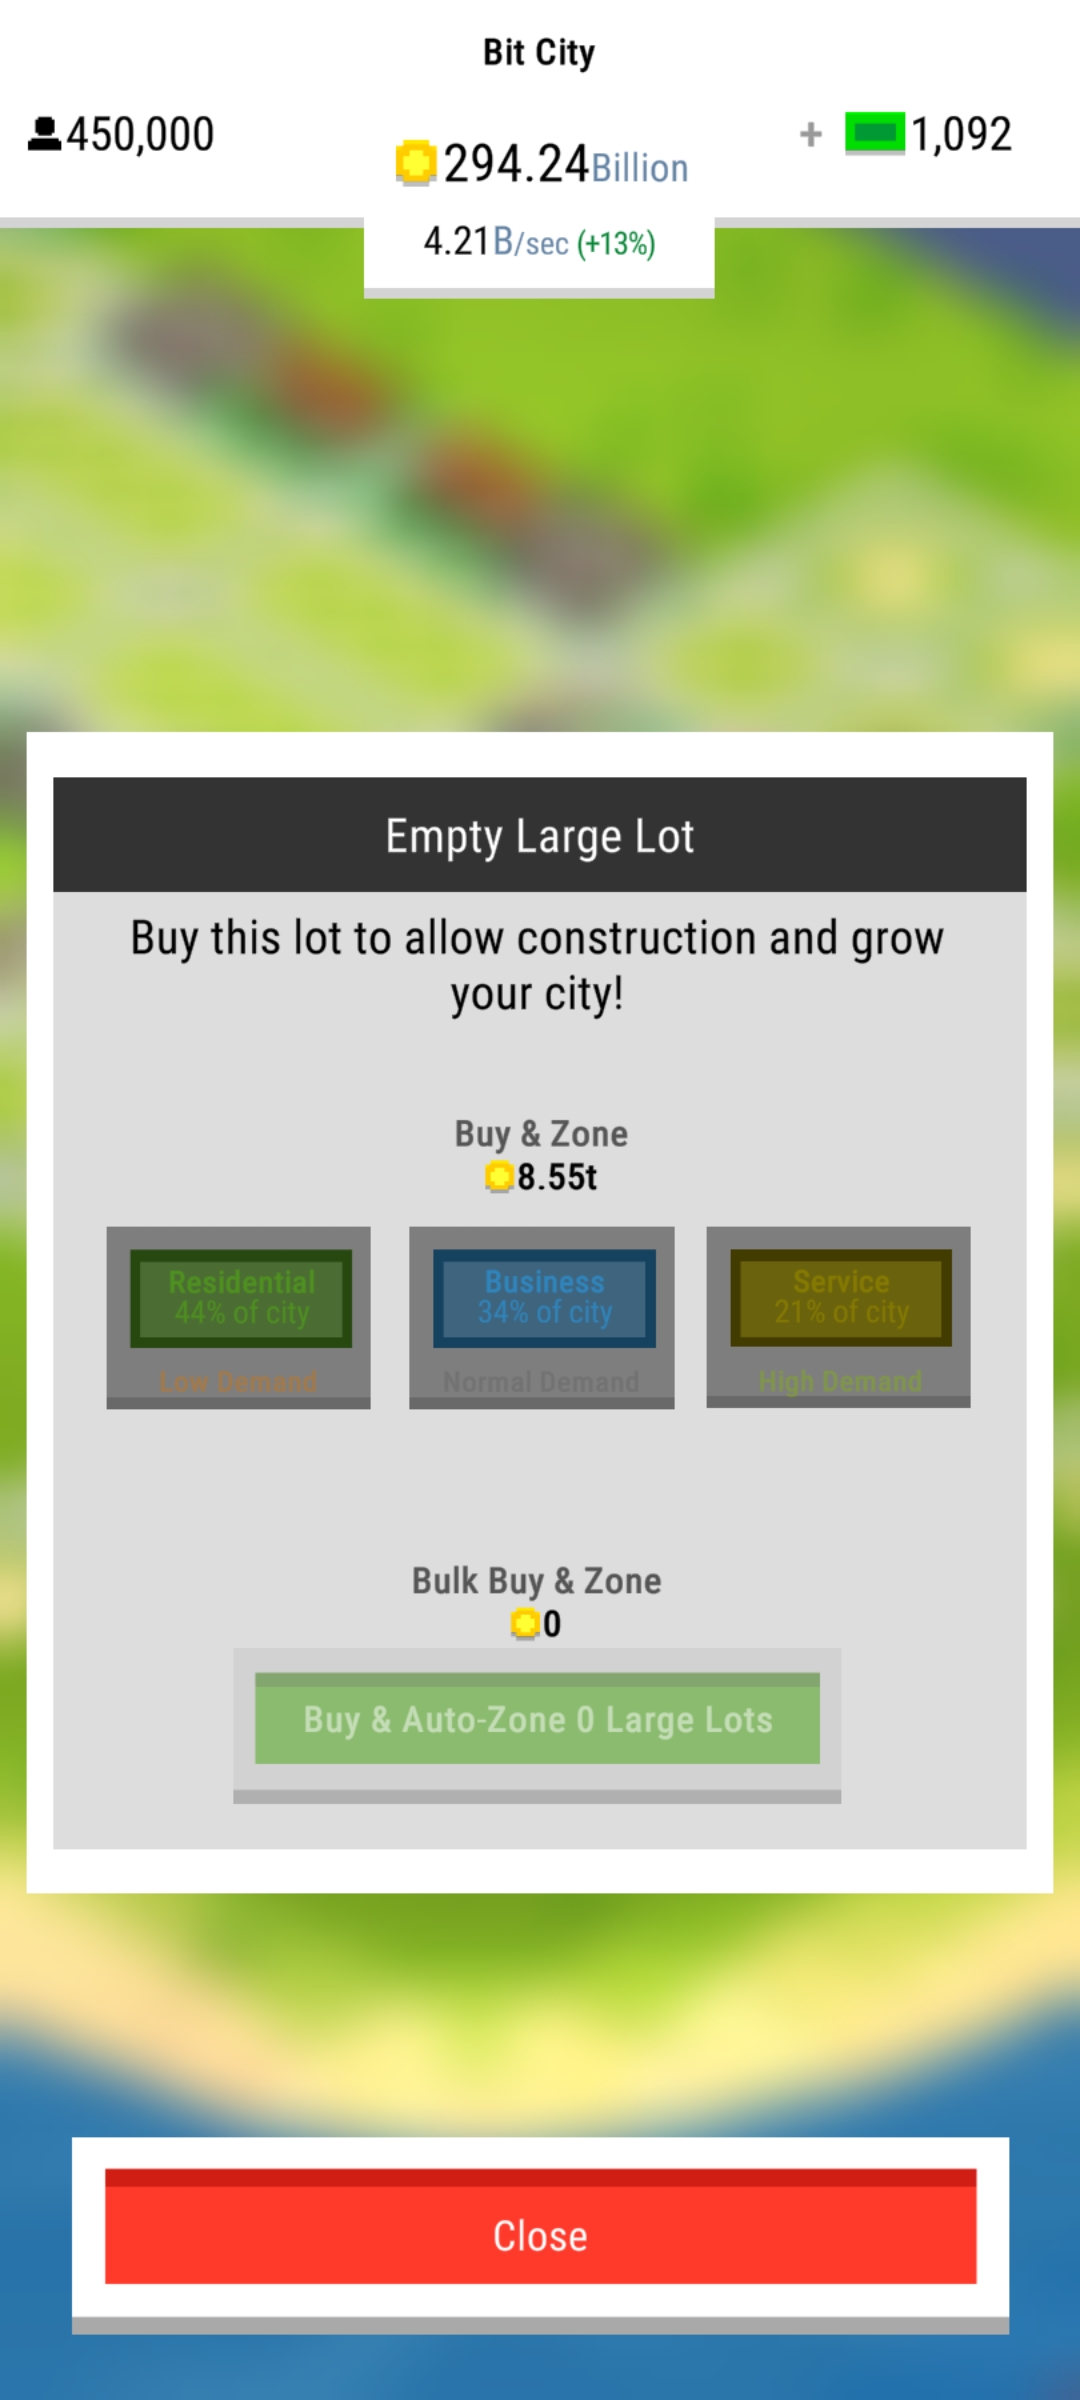 Bit City
450,000
294.24Billion
+ 1,092
4.21B/sec (+13%)
Empty Large Lot
Buy this lot to allow construction and grow
your city!
Buy & Zone
8.55t
Residential
44% of city
Low Demand
Business
34% of city
Normal Demand
Service
21% of city
High Demand
Bulk Buy & Zone
0
Buy & Auto-Zone 0 Large Lots
Close